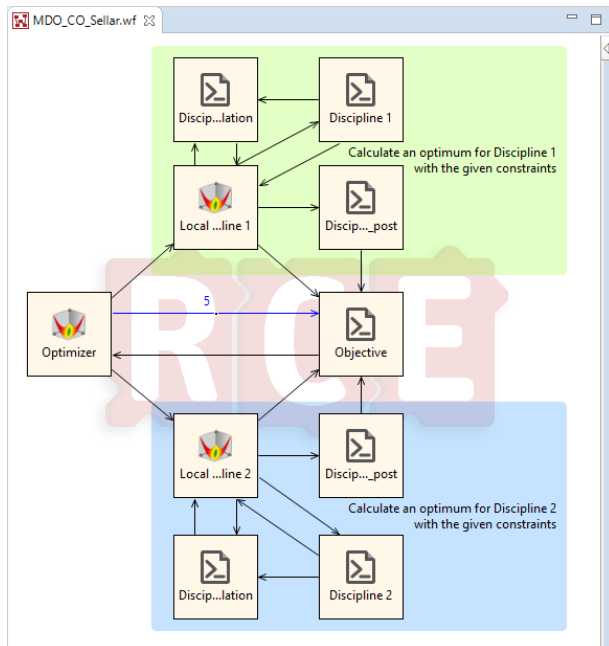 MDO_CO_Sellar.wf
Discip...lation
Discipline 1
Calculate an optimum for Discipline 1
with the given constraints
Local ...line 1
Discip..._post
5
RCE
Optimizer
Objective
Local ...line 2
Discip..._post
Calculate an optimum for Discipline 2
with the given constraints
Discip...lation
Discipline 2